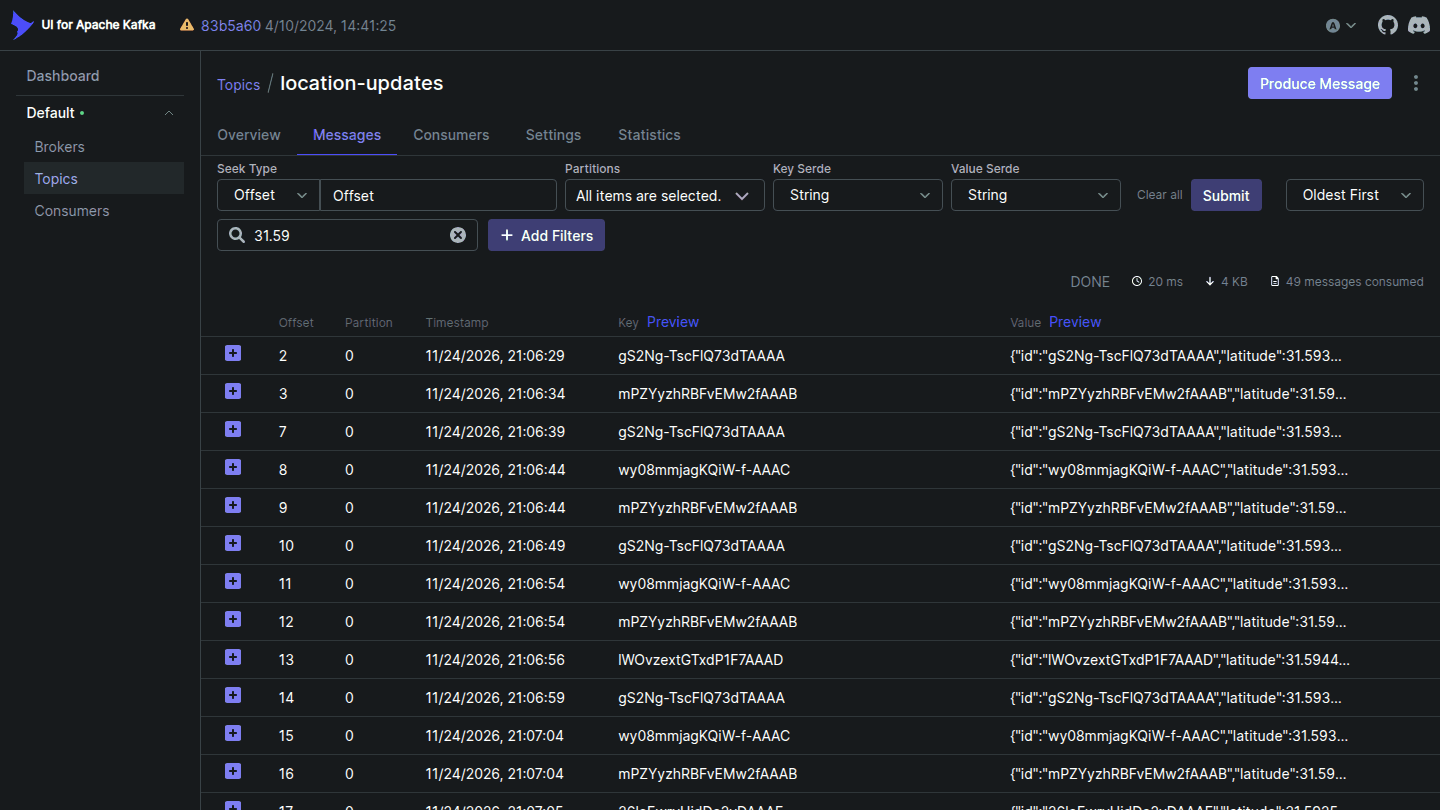 UI for Apache Kafka 83b5a60 4/10/2024, 14:41:25 A
Dashboard
Default
Brokers
Topics
Consumers
Topics / location-updates
Produce Message
Overview Messages Consumers Settings Statistics
Seek Type Partitions Key Serde Value Serde
Offset Offset All items are selected. String String Clear all Submit Oldest First
31.59 Add Filters
DONE 20 ms 4 KB 49 messages consumed
Offset Partition Timestamp Key Preview Value Preview
2 0 11/24/2026, 21:06:29 gS2Ng-TscFlQ73dTAAAA {"id":"gS2Ng-TscFlQ73dTAAAA","latitude":31.593...
3 0 11/24/2026, 21:06:34 mPZYyzhRBFvEMw2fAAAB {"id":"mPZYyzhRBFvEMw2fAAAB","latitude":31.59...
7 0 11/24/2026, 21:06:39 gS2Ng-TscFlQ73dTAAAA {"id":"gS2Ng-TscFlQ73dTAAAA","latitude":31.593...
8 0 11/24/2026, 21:06:44 wy08mmjagKQiW-f-AAAC {"id":"wy08mmjagKQiW-f-AAAC","latitude":31.593...
9 0 11/24/2026, 21:06:44 mPZYyzhRBFvEMw2fAAAB {"id":"mPZYyzhRBFvEMw2fAAAB","latitude":31.59...
10 0 11/24/2026, 21:06:49 gS2Ng-TscFlQ73dTAAAA {"id":"gS2Ng-TscFlQ73dTAAAA","latitude":31.593...
11 0 11/24/2026, 21:06:54 wy08mmjagKQiW-f-AAAC {"id":"wy08mmjagKQiW-f-AAAC","latitude":31.593...
12 0 11/24/2026, 21:06:54 mPZYyzhRBFvEMw2fAAAB {"id":"mPZYyzhRBFvEMw2fAAAB","latitude":31.59...
13 0 11/24/2026, 21:06:56 lWOvzextGTxdP1F7AAAD {"id":"lWOvzextGTxdP1F7AAAD","latitude":31.5944...
14 0 11/24/2026, 21:06:59 gS2Ng-TscFlQ73dTAAAA {"id":"gS2Ng-TscFlQ73dTAAAA","latitude":31.593...
15 0 11/24/2026, 21:07:04 wy08mmjagKQiW-f-AAAC {"id":"wy08mmjagKQiW-f-AAAC","latitude":31.593...
16 0 11/24/2026, 21:07:04 mPZYyzhRBFvEMw2fAAAB {"id":"mPZYyzhRBFvEMw2fAAAB","latitude":31.59...